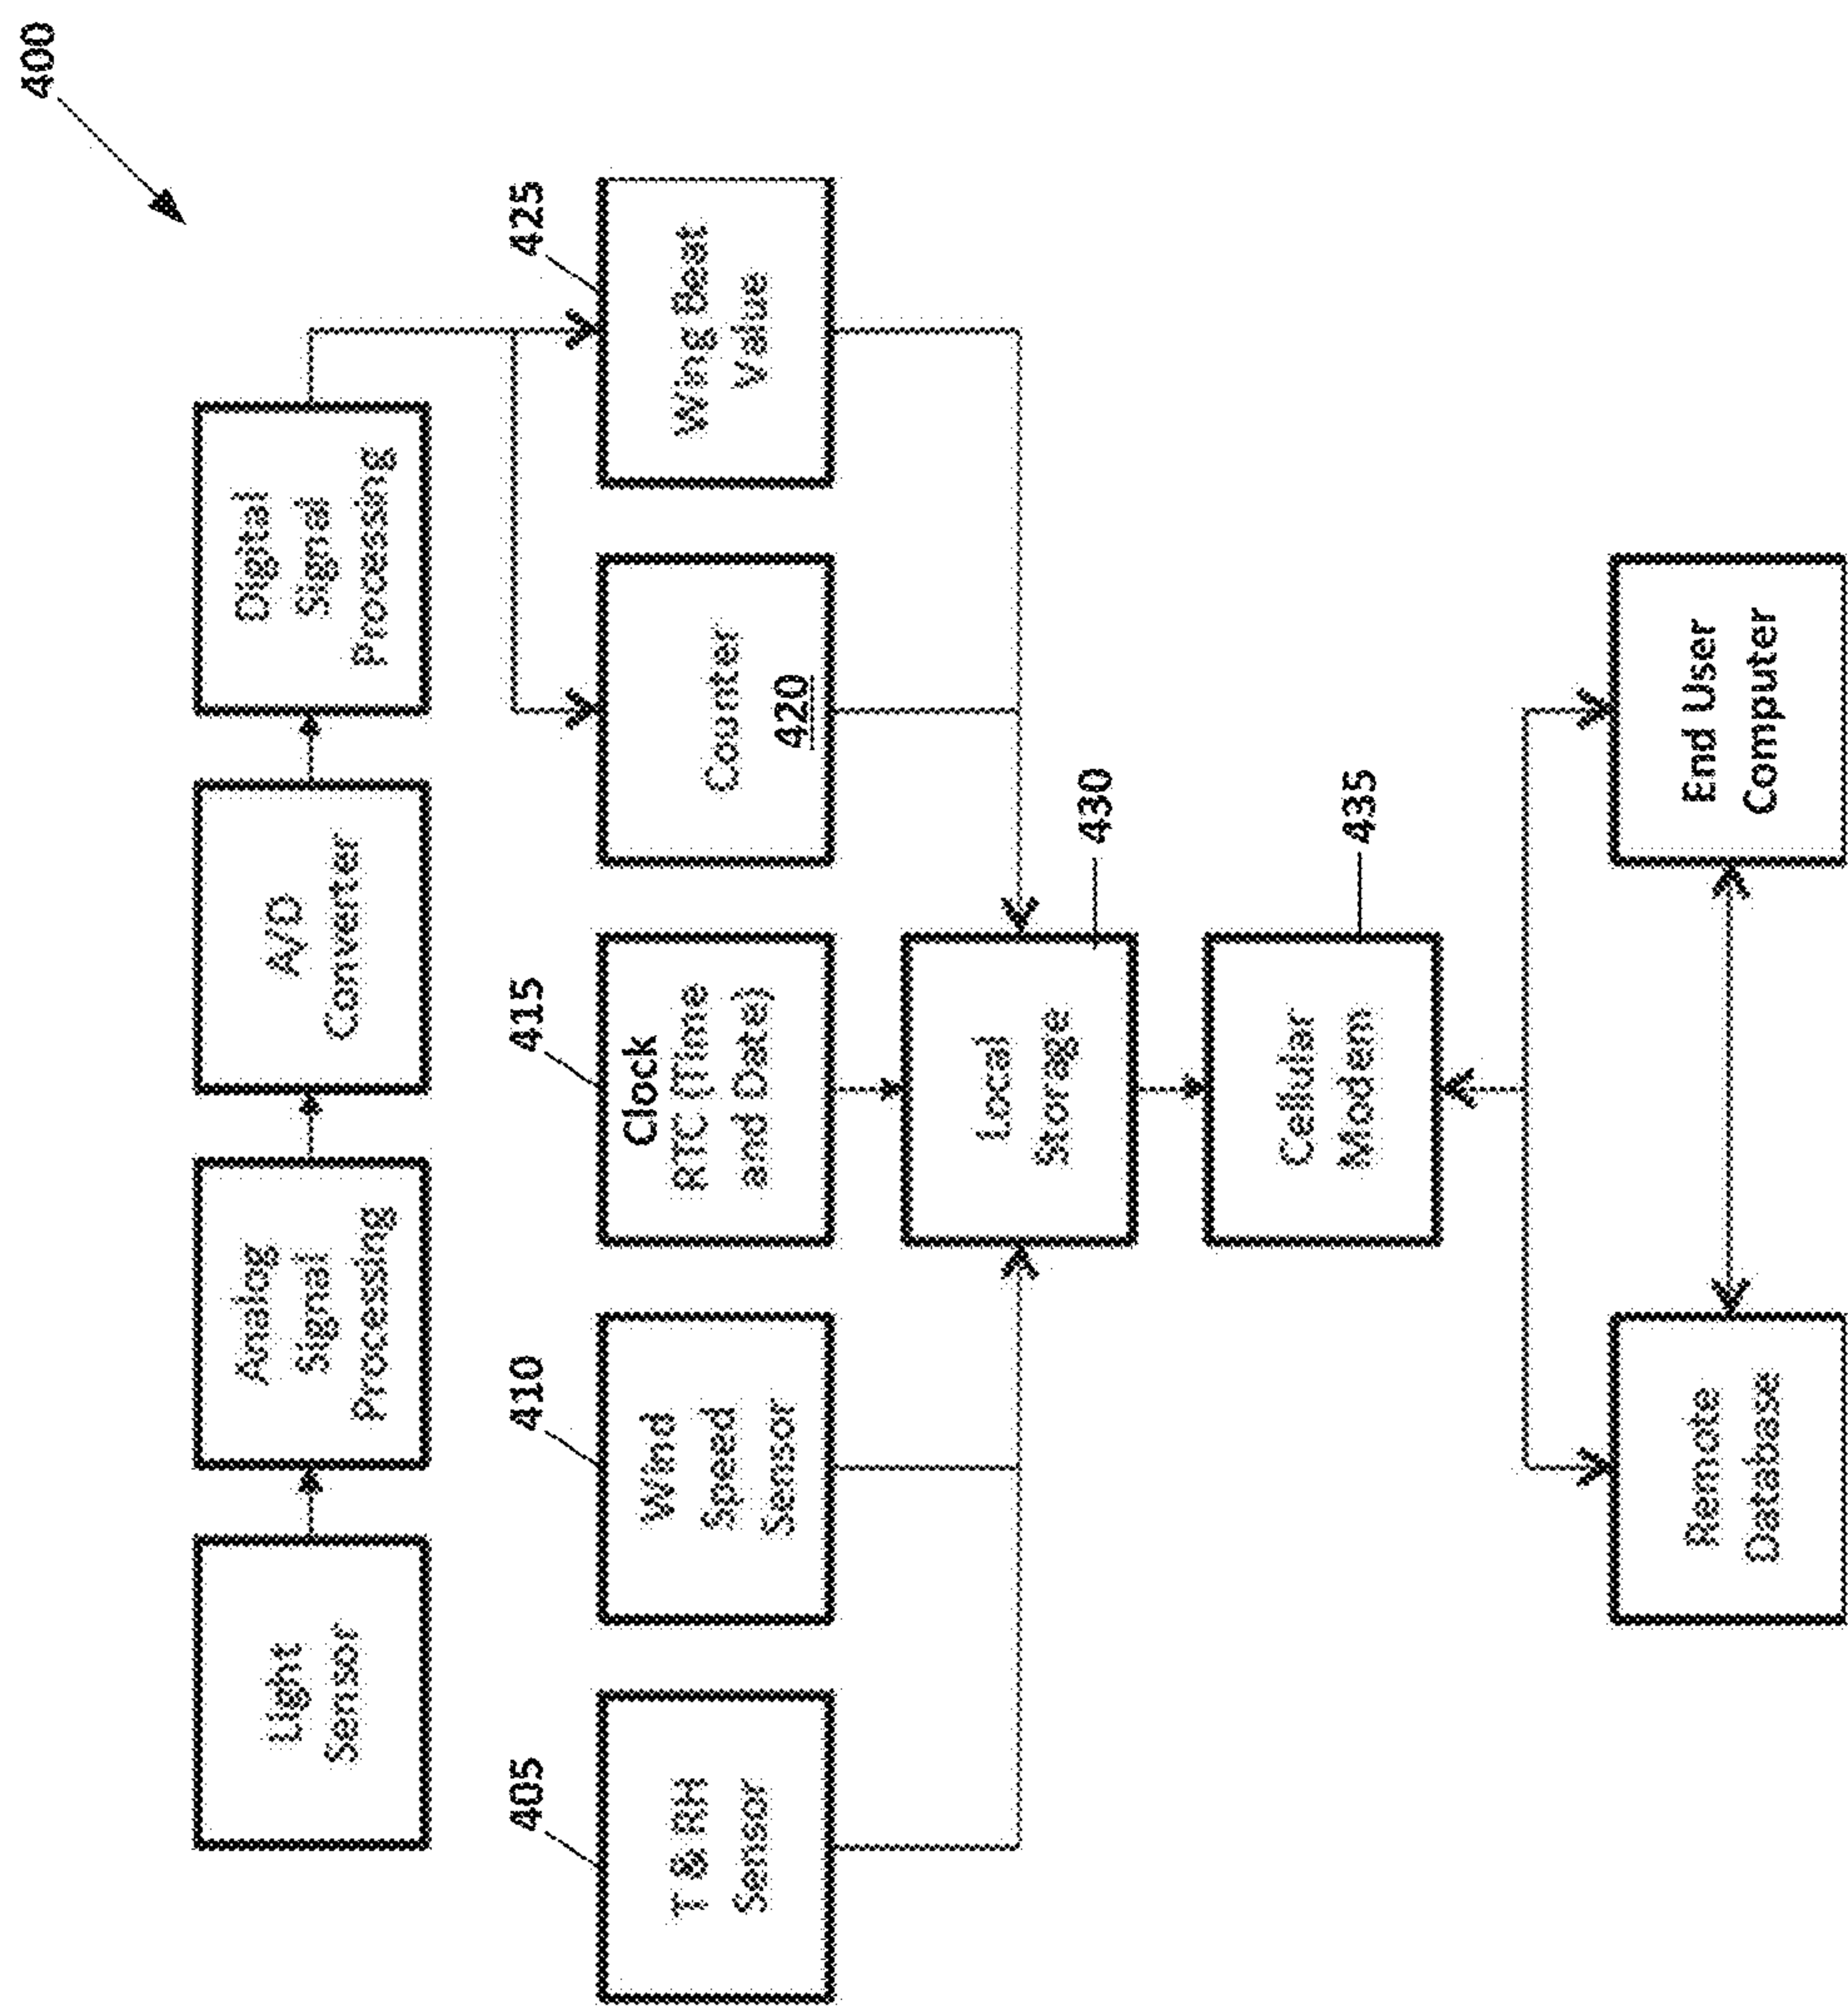 400
Light
Sensor
Analog
Signal
Processing
A/D
Converter
Digital
Signal
Processing
405
T & RH
Sensor
410
Wind
Speed
Sensor
415
Clock
RTC (Time
and Date)
Counter
420
425
Wing Beat
Value
Local
Storage
430
Cellular
Modem
435
Remote
Database
End User
Computer